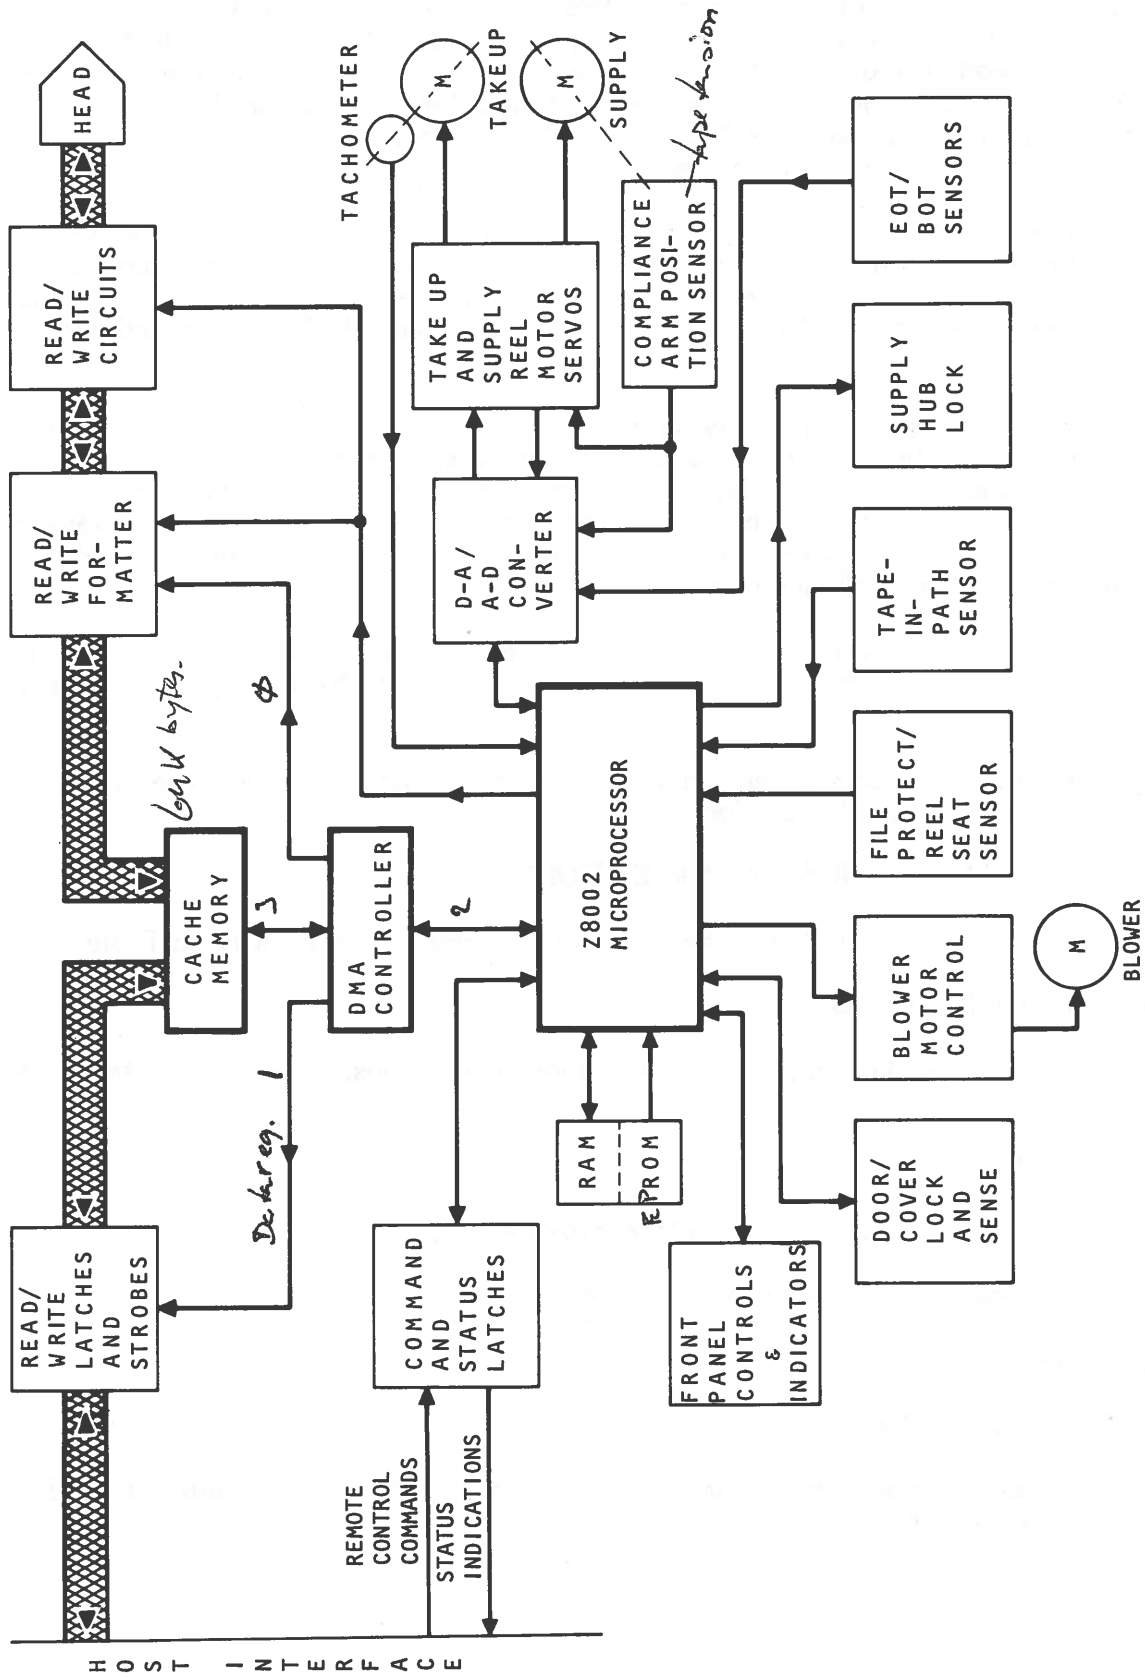 HOST INTERFACE
READ/
WRITE
LATCHES
AND
STROBES
READ/
WRITE
FOR-
MATTER
READ/
WRITE
CIRCUITS
HEAD
CACHE
MEMORY
bytes.
3
DMA
CONTROLLER
Datareq.
1
φ
2
REMOTE
CONTROL
COMMANDS
STATUS
INDICATIONS
COMMAND
AND
STATUS
LATCHES
RAM
EPROM
Z8002
MICROPROCESSOR
D-A/
A-D
CON-
VERTER
TAKE UP
AND
SUPPLY
REEL
MOTOR
SERVOS
TACHOMETER
M
TAKEUP
M
SUPPLY
COMPLIANCE
ARM POSI-
TION SENSOR
tape tension
FRONT
PANEL
CONTROLS
&
INDICATORS
DOOR/
COVER
LOCK
AND
SENSE
BLOWER
MOTOR
CONTROL
M
BLOWER
FILE
PROTECT/
REEL
SEAT
SENSOR
TAPE-
IN-
PATH
SENSOR
SUPPLY
HUB
LOCK
EOT/
BOT
SENSORS